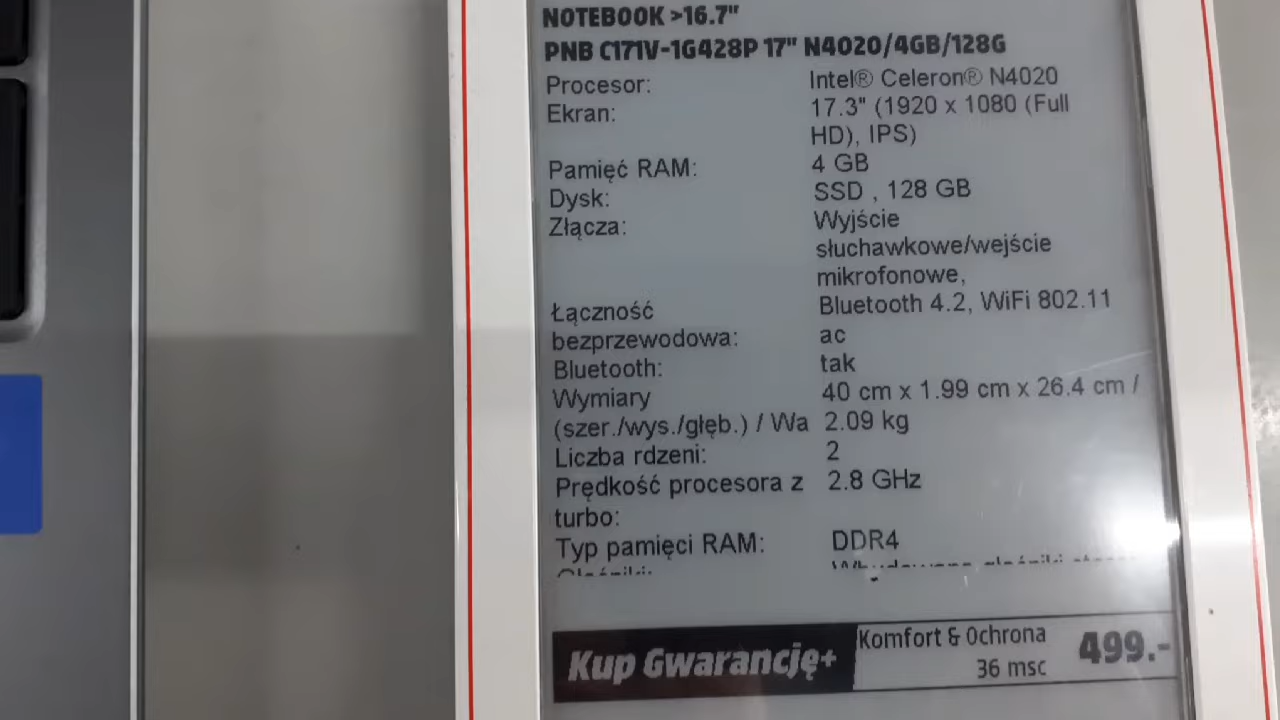 NOTEBOOK >16.7"
PNB C171V-1G428P 17" N4020/4GB/128G
Procesor: Intel® Celeron® N4020
Ekran: 17.3" (1920 x 1080 (Full
HD), IPS)
Pamięć RAM: 4 GB
Dysk: SSD , 128 GB
Złącza: Wyjście
słuchawkowe/wejście
mikrofonowe,
Łączność Bluetooth 4.2, WiFi 802.11
bezprzewodowa: ac
Bluetooth: tak
Wymiary 40 cm x 1.99 cm x 26.4 cm /
(szer./wys./głęb.) / Wa 2.09 kg
Liczba rdzeni: 2
Prędkość procesora z 2.8 GHz
turbo:
Typ pamięci RAM: DDR4
Kup Gwarancję+ Komfort & Ochrona 499.-
36 msc